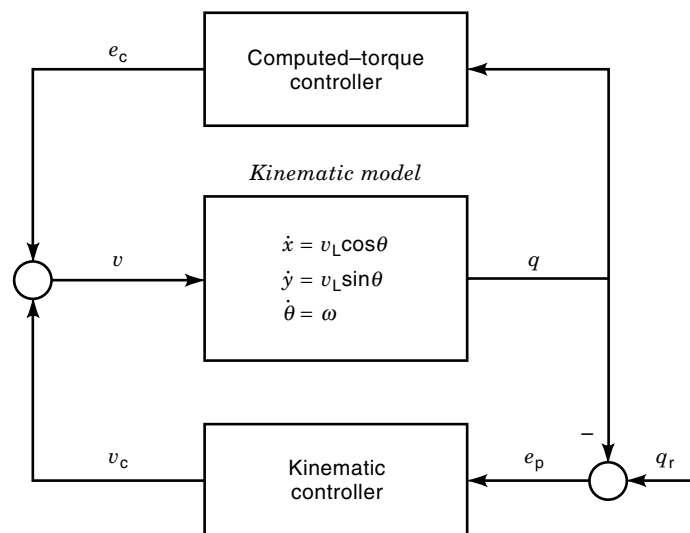 e_c
Computed–torque
controller
Kinematic model
ẋ = v_L cosθ
v
q
ẏ = v_L sinθ
θ̇ = ω
–
v_c
Kinematic
controller
e_p
q_r